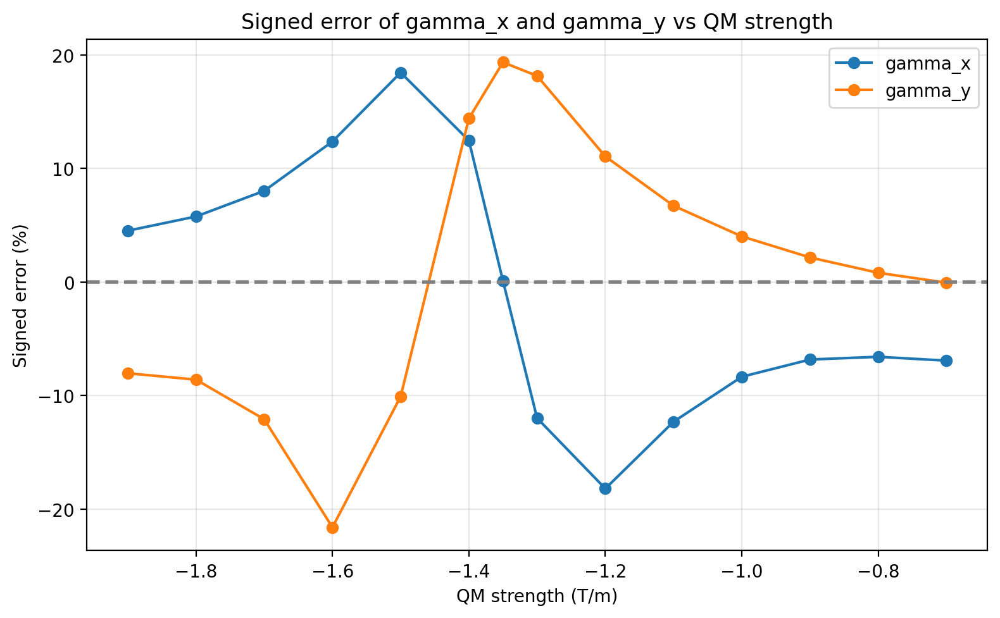 Signed error of gamma_x and gamma_y vs QM strength
gamma_x
gamma_y
Signed error (%)
20
10
0
−10
−20
−1.8
−1.6
−1.4
−1.2
−1.0
−0.8
QM strength (T/m)